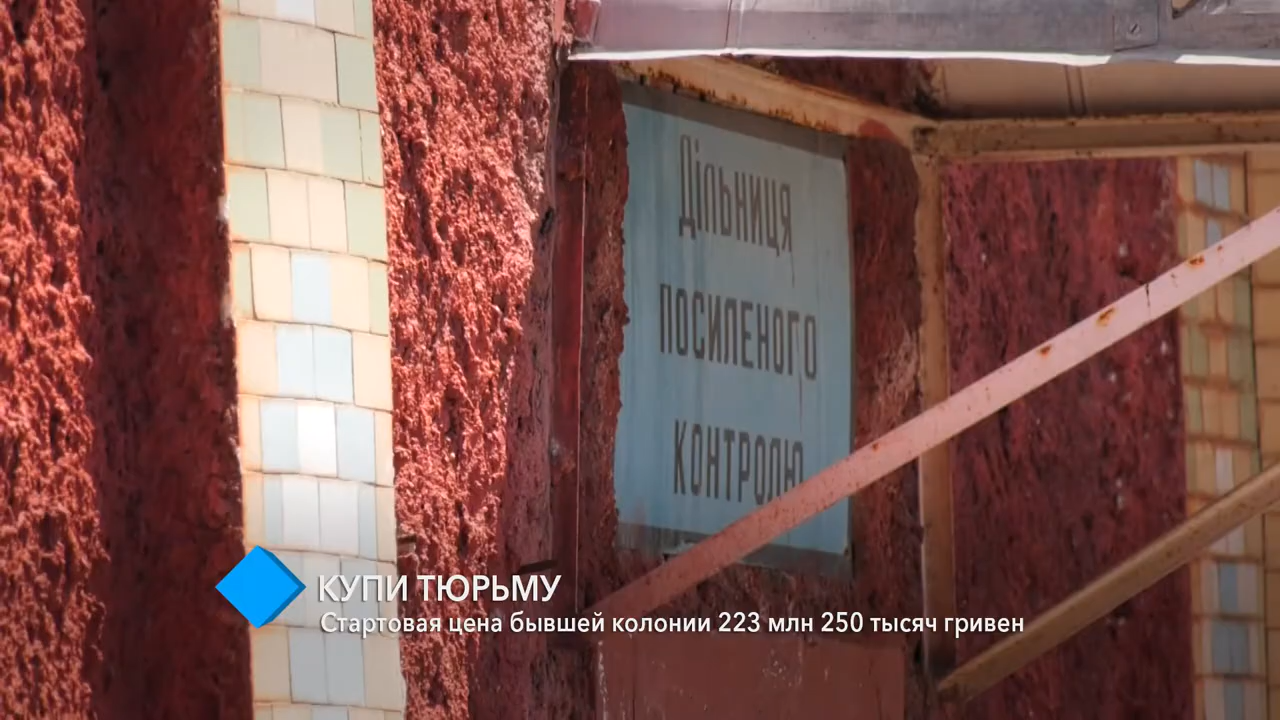 Дільниця
ПОСИЛЕНОГО
КОНТРОЛЮ
КУПИ ТЮРЬМУ
Стартовая цена бывшей колонии 223 млн 250 тысяч гривен